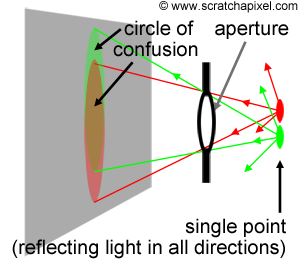 © www.scratchapixel.com
circle of
confusion
aperture
single point
(reflecting light in all directions)